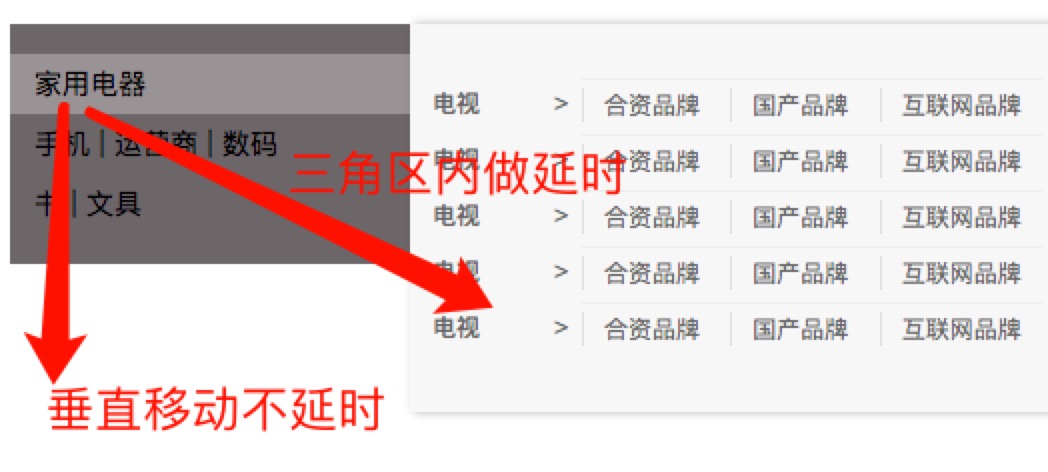 家用电器
手机 | 运营商 | 数码
| 文具
三角区内做延时
垂直移动不延时
电视 > 合资品牌 国产品牌 互联网品牌
电视 > 合资品牌 国产品牌 互联网品牌
电视 > 合资品牌 国产品牌 互联网品牌
电视 > 合资品牌 国产品牌 互联网品牌
电视 > 合资品牌 国产品牌 互联网品牌